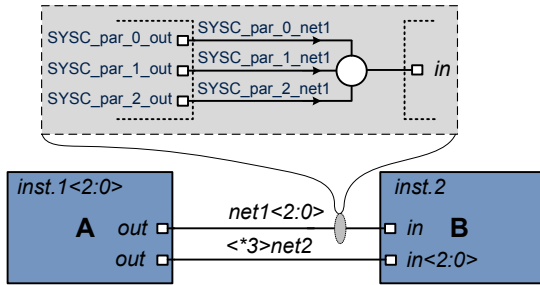 SYSC_par_0_out SYSC_par_0_net1
SYSC_par_1_out SYSC_par_1_net1 in
SYSC_par_2_out SYSC_par_2_net1
inst.1<2:0> inst.2
net1<2:0>
A out in B
<*3>net2
out in<2:0>